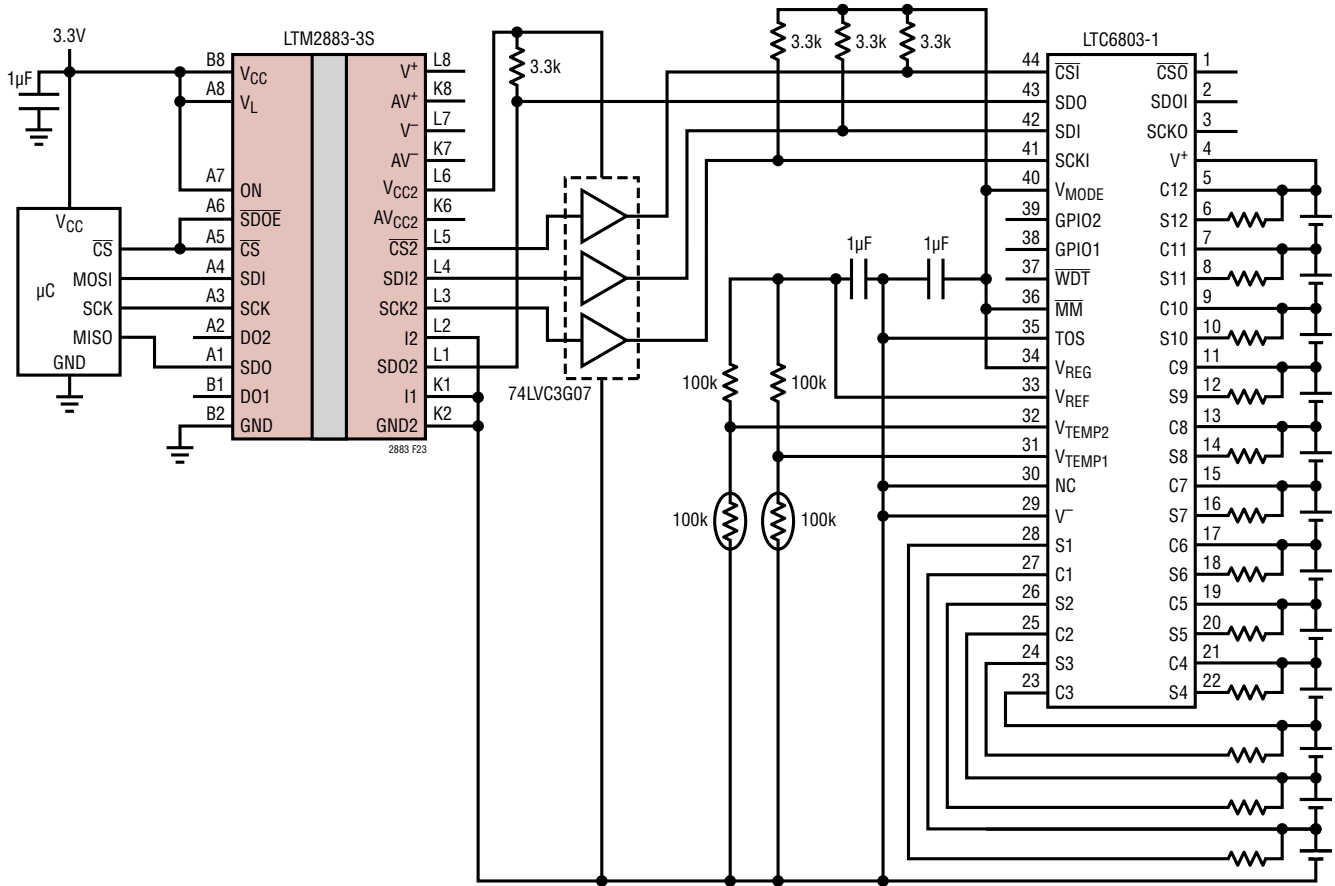 3.3V
1µF
LTM2883-3S
B8 VCC
A8 VL
A7 ON
A6 SDOE
A5 CS
A4 SDI
A3 SCK
A2 DO2
A1 SDO
B1 DO1
B2 GND
V+ L8
AV+ K8
V− L7
AV− K7
VCC2 L6
AVCC2 K6
CS2 L5
SDI2 L4
SCK2 L3
I2 L2
SDO2 L1
I1 K1
GND2 K2
2883 F23
VCC
CS
MOSI
µC
SCK
MISO
GND
3.3k
74LVC3G07
3.3k
3.3k
3.3k
1µF
1µF
100k
100k
100k
100k
LTC6803-1
44 CSI
43 SDO
42 SDI
41 SCKI
40 VMODE
39 GPIO2
38 GPIO1
37 WDT
36 MM
35 TOS
34 VREG
33 VREF
32 VTEMP2
31 VTEMP1
30 NC
29 V−
28 S1
27 C1
26 S2
25 C2
24 S3
23 C3
CSO 1
SDOI 2
SCKO 3
V+ 4
C12 5
S12 6
C11 7
S11 8
C10 9
S10 10
C9 11
S9 12
C8 13
S8 14
C7 15
S7 16
C6 17
S6 18
C5 19
S5 20
C4 21
S4 22